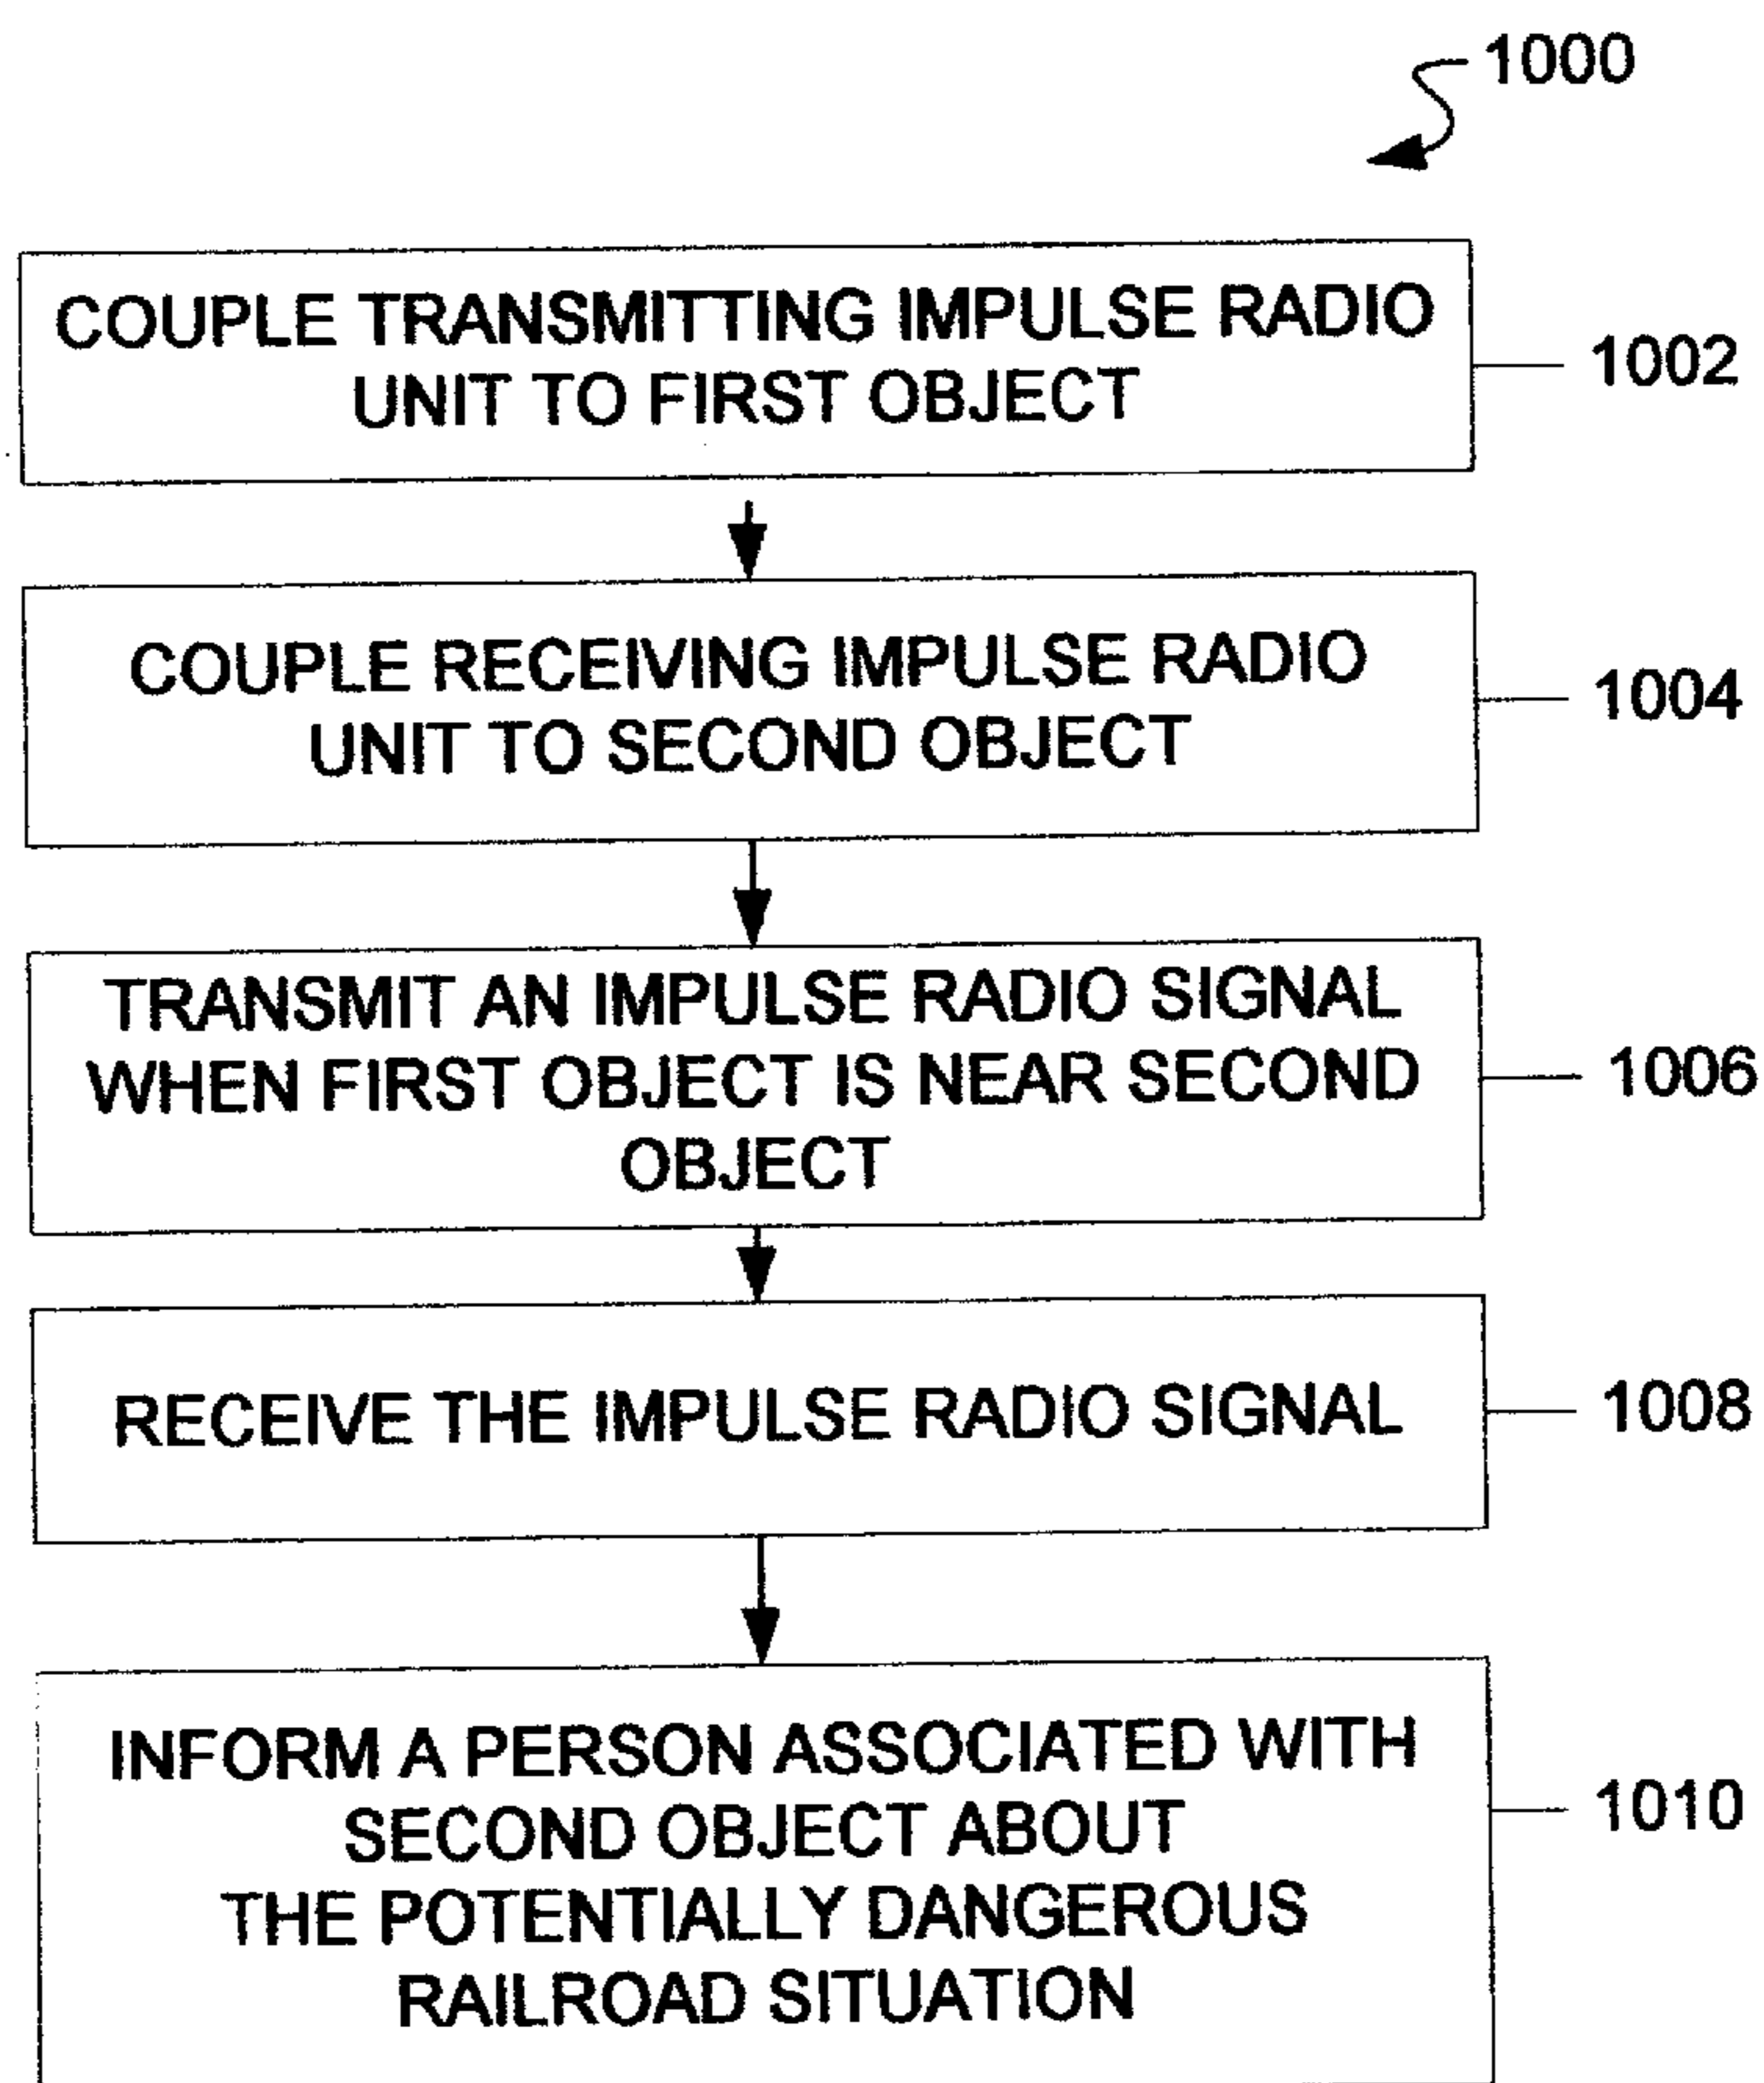 1000
COUPLE TRANSMITTING IMPULSE RADIO
UNIT TO FIRST OBJECT
1002
COUPLE RECEIVING IMPULSE RADIO
UNIT TO SECOND OBJECT
1004
TRANSMIT AN IMPULSE RADIO SIGNAL
WHEN FIRST OBJECT IS NEAR SECOND
OBJECT
1006
RECEIVE THE IMPULSE RADIO SIGNAL
1008
INFORM A PERSON ASSOCIATED WITH
SECOND OBJECT ABOUT
THE POTENTIALLY DANGEROUS
RAILROAD SITUATION
1010